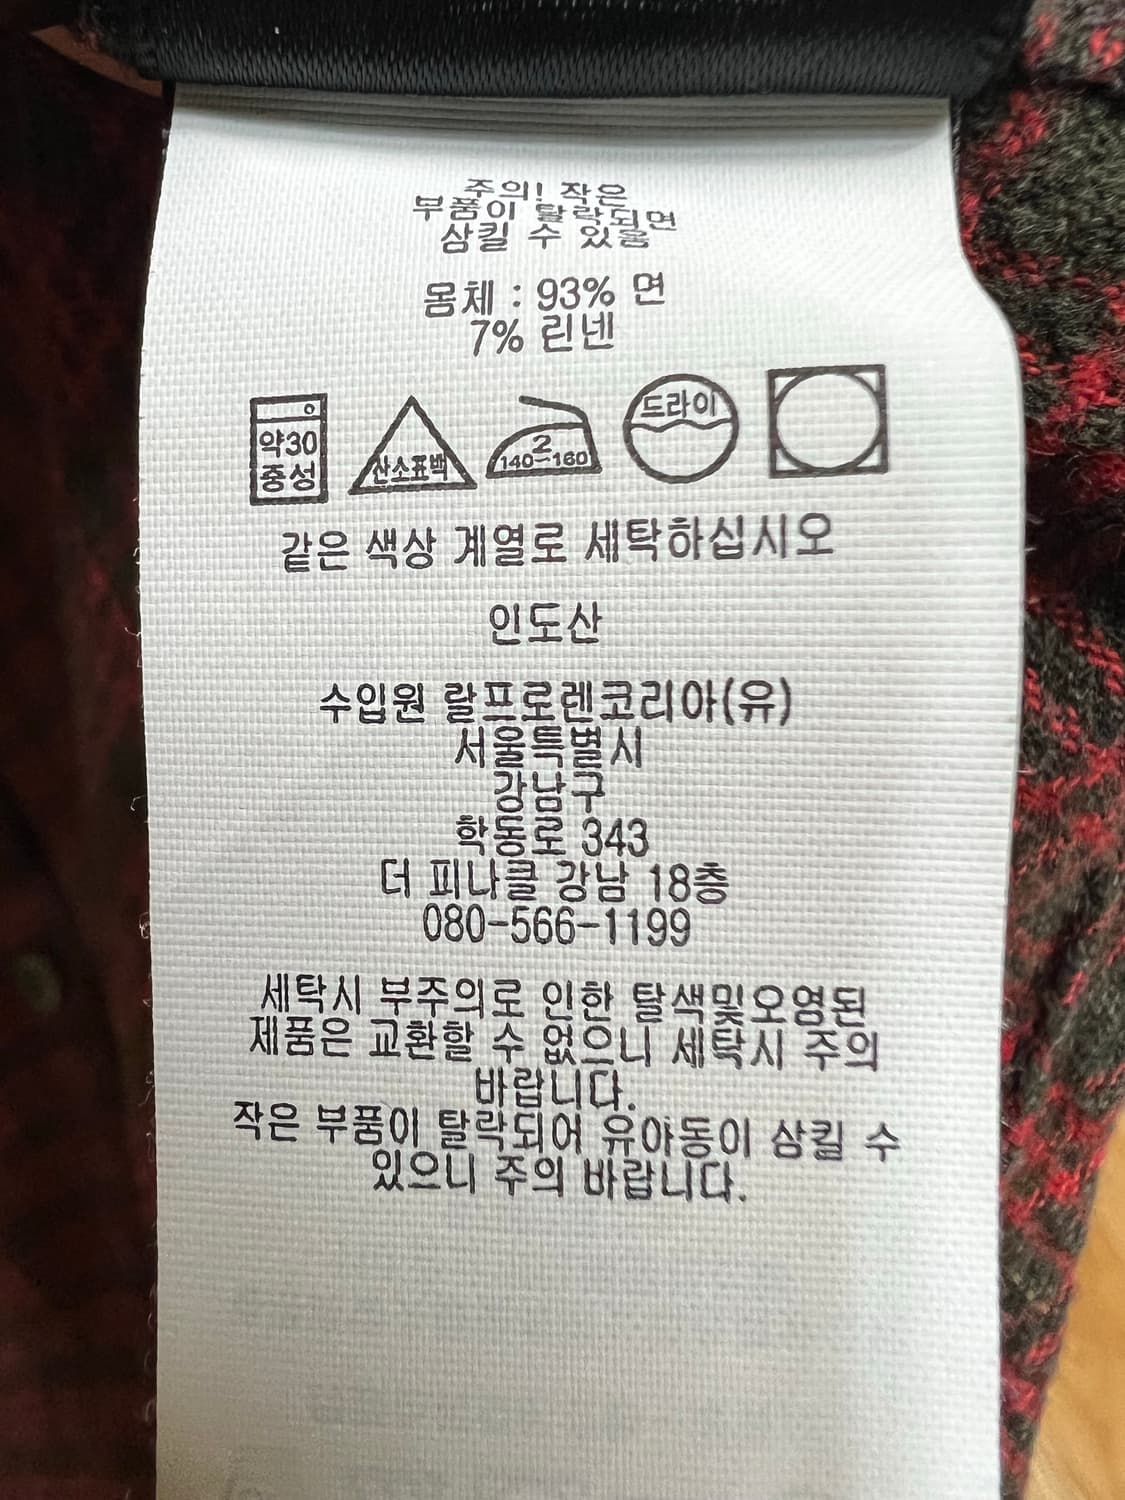 주의! 작은
부품이 탈락되면
삼킬 수 있음
몸체 : 93% 면
7% 린넨
약30
중성
산소표백
2
140~160
드라이
같은 색상 계열로 세탁하십시오
인도산
수입원 랄프로렌코리아(유)
서울특별시
강남구
학동로 343
더 피나클 강남 18층
080-566-1199
세탁시 부주의로 인한 탈색및오염된
제품은 교환할 수 없으니 세탁시 주의
바랍니다.
작은 부품이 탈락되어 유아동이 삼킬 수
있으니 주의 바랍니다.